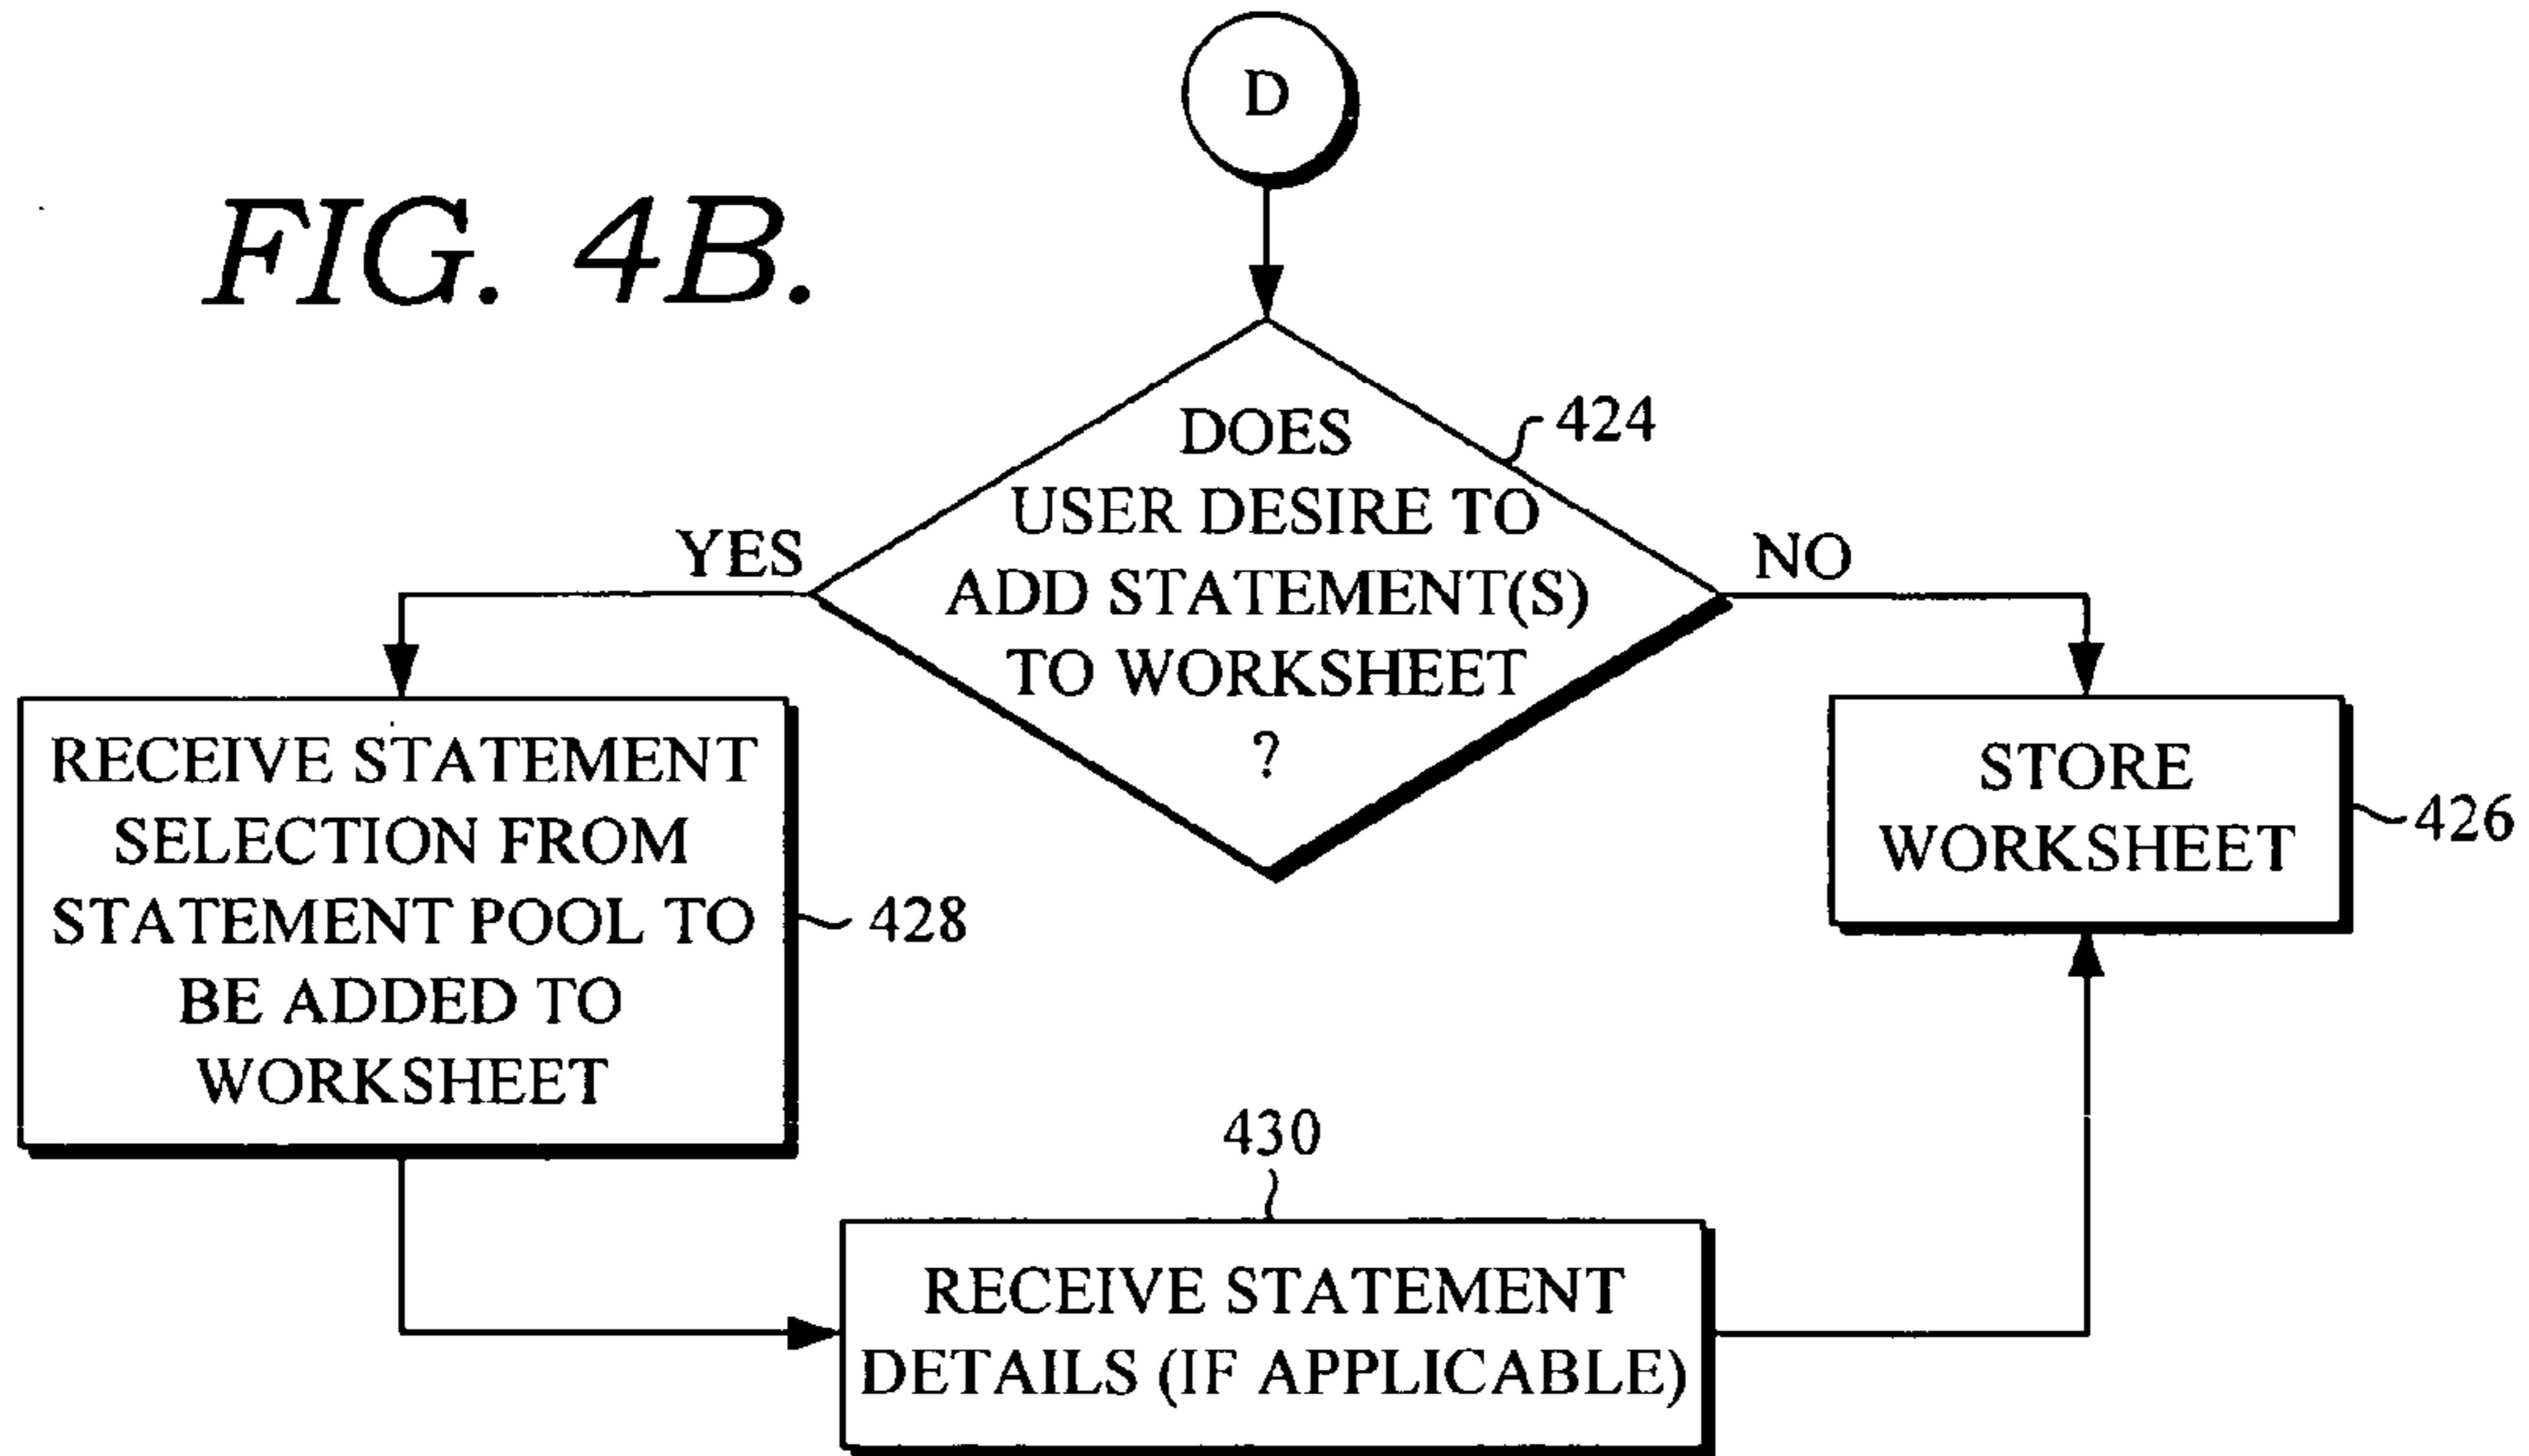 D
FIG. 4B.
DOES
USER DESIRE TO
ADD STATEMENT(S)
TO WORKSHEET
?
424
YES
NO
RECEIVE STATEMENT
SELECTION FROM
STATEMENT POOL TO
BE ADDED TO
WORKSHEET
428
STORE
WORKSHEET
426
430
RECEIVE STATEMENT
DETAILS (IF APPLICABLE)